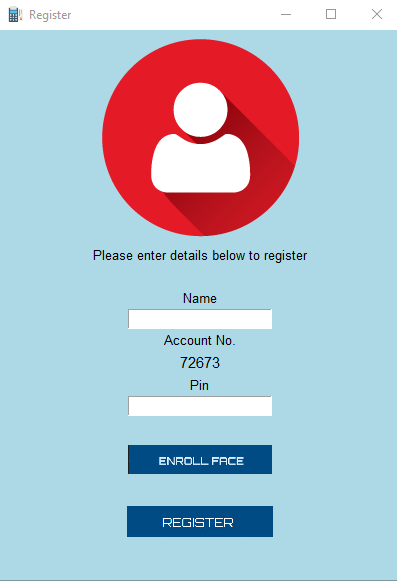 Register
Please enter details below to register
Name
Account No.
72673
Pin
ENROLL FACE
REGISTER